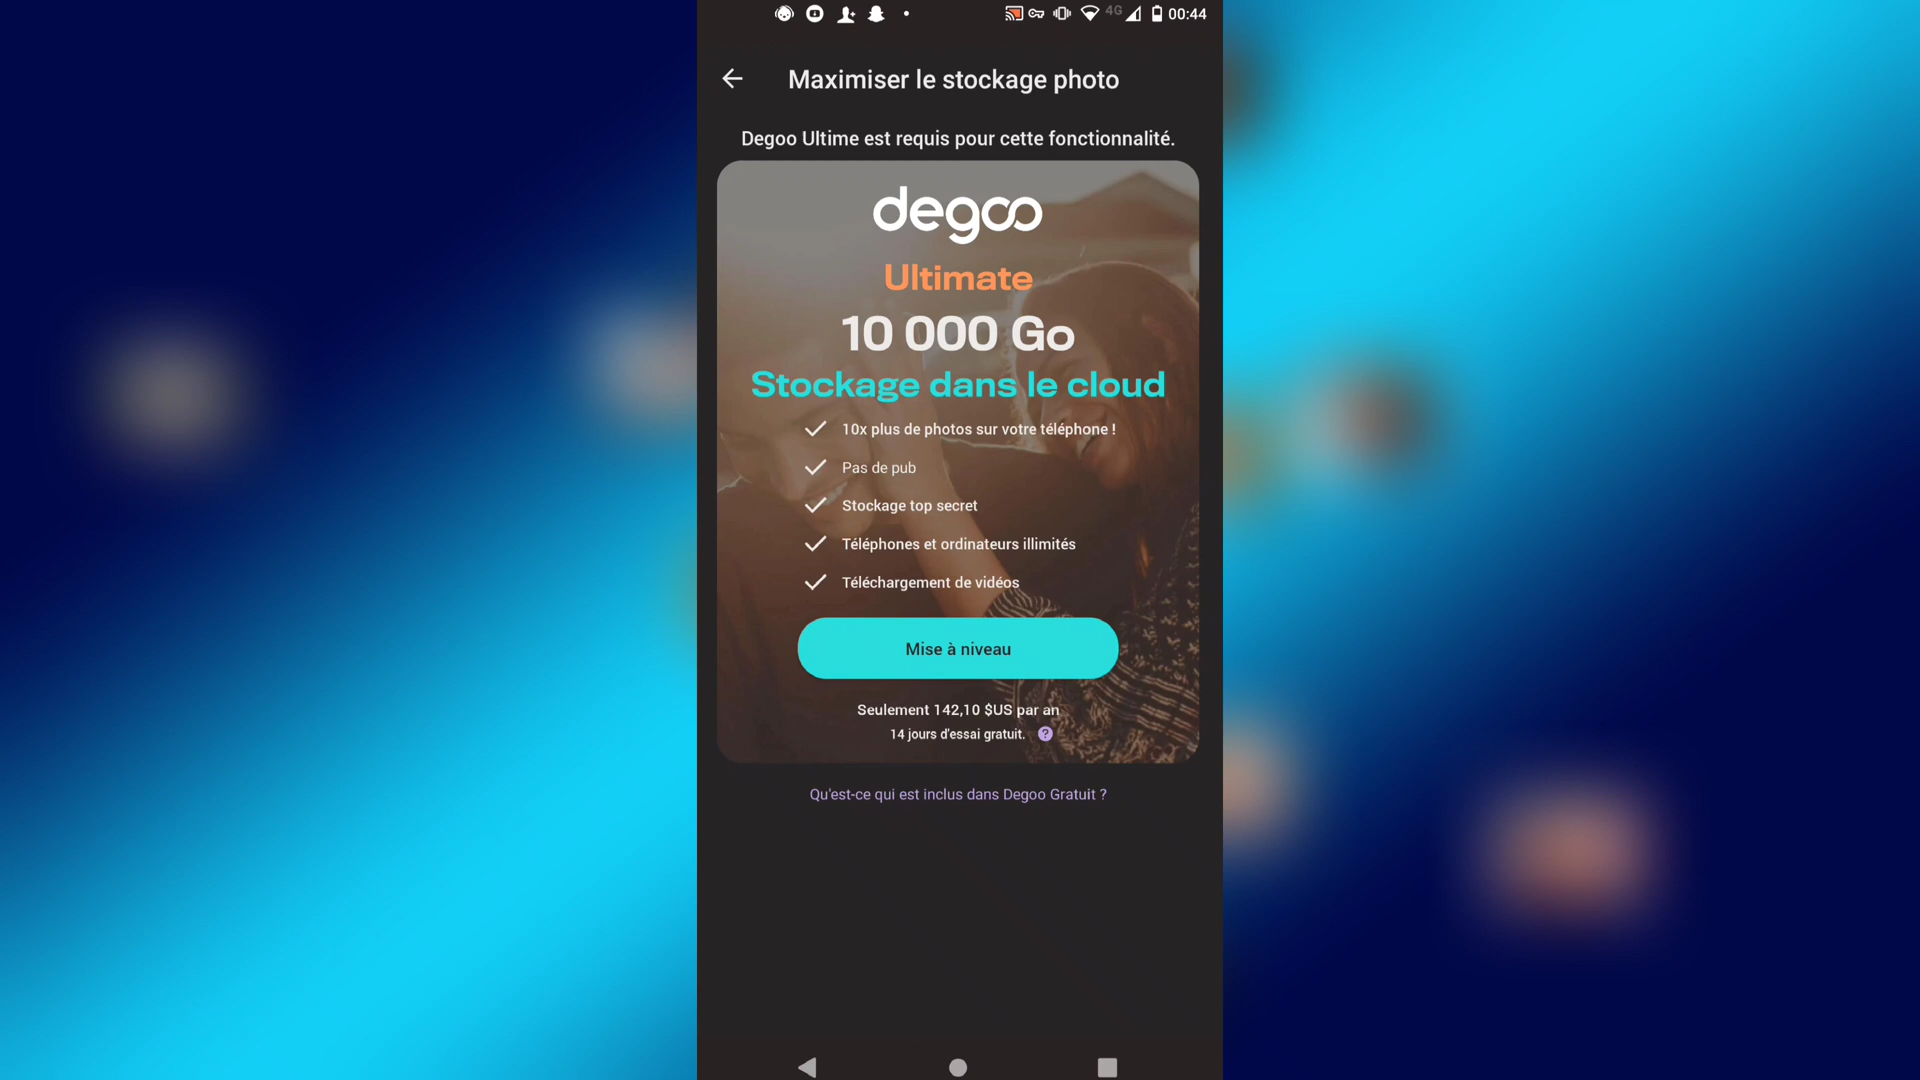 4G 00:44
Maximiser le stockage photo
Degoo Ultime est requis pour cette fonctionnalité.
degoo
Ultimate
10 000 Go
Stockage dans le cloud
10x plus de photos sur votre téléphone !
Pas de pub
Stockage top secret
Téléphones et ordinateurs illimités
Téléchargement de vidéos
Mise à niveau
Seulement 142,10 $US par an
14 jours d'essai gratuit. ?
Qu'est-ce qui est inclus dans Degoo Gratuit ?